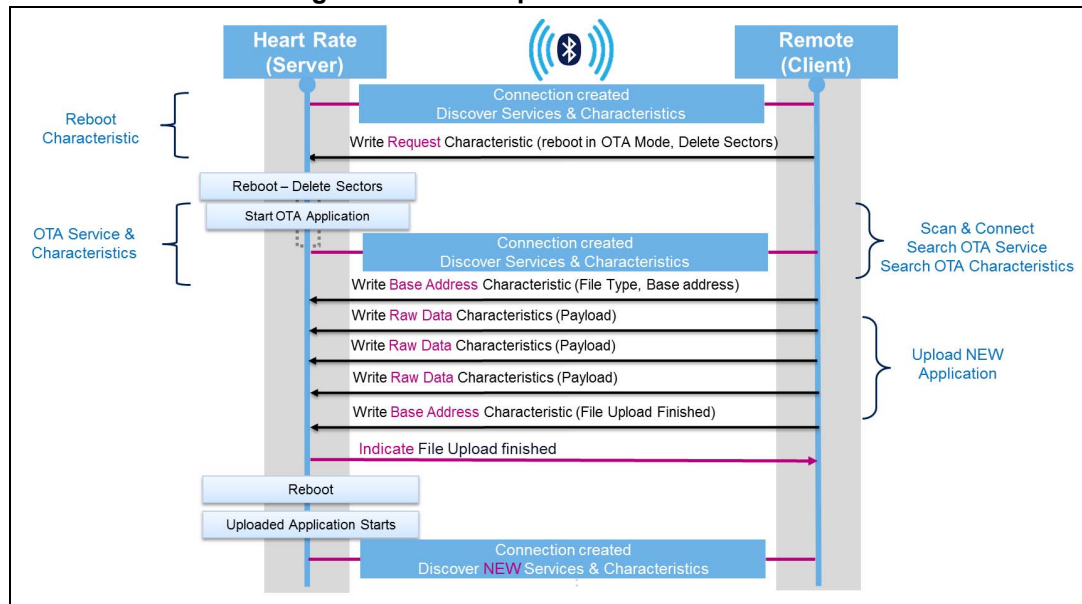 Heart Rate
(Server)
Remote
(Client)
Connection created
Discover Services & Characteristics
Reboot
Characteristic
Write Request Characteristic (reboot in OTA Mode, Delete Sectors)
Reboot – Delete Sectors
Start OTA Application
OTA Service &
Characteristics
Connection created
Discover Services & Characteristics
Scan & Connect
Search OTA Service
Search OTA Characteristics
Write Base Address Characteristic (File Type, Base address)
Write Raw Data Characteristics (Payload)
Write Raw Data Characteristics (Payload)
Write Raw Data Characteristics (Payload)
Upload NEW
Application
Write Base Address Characteristic (File Upload Finished)
Indicate File Upload finished
Reboot
Uploaded Application Starts
Connection created
Discover NEW Services & Characteristics